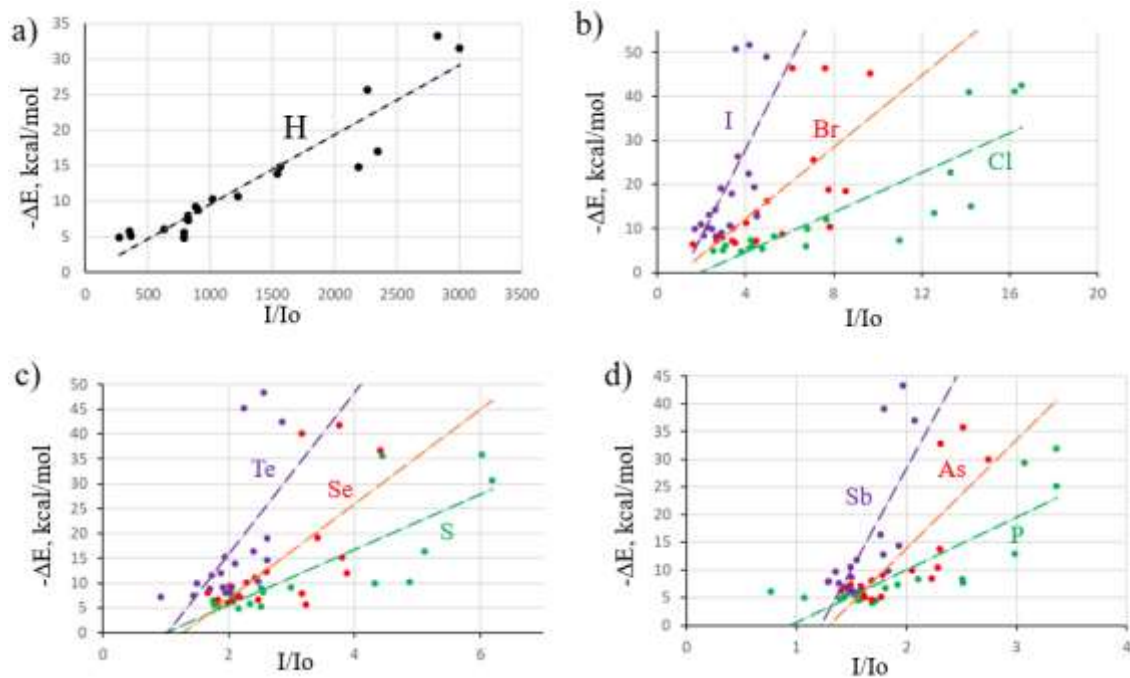 a)
-ΔE, kcal/mol
35
30
25
20
15
10
5
0
H
0 500 1000 1500 2000 2500 3000 3500
I/Io
b)
-ΔE, kcal/mol
50
40
30
20
10
0
I
Br
Cl
0 4 8 12 16 20
I/Io
c)
-ΔE, kcal/mol
50
45
40
35
30
25
20
15
10
5
0
Te
Se
S
0 2 4 6
I/Io
d)
-ΔE, kcal/mol
45
40
35
30
25
20
15
10
5
0
Sb
As
P
0 1 2 3 4
I/Io